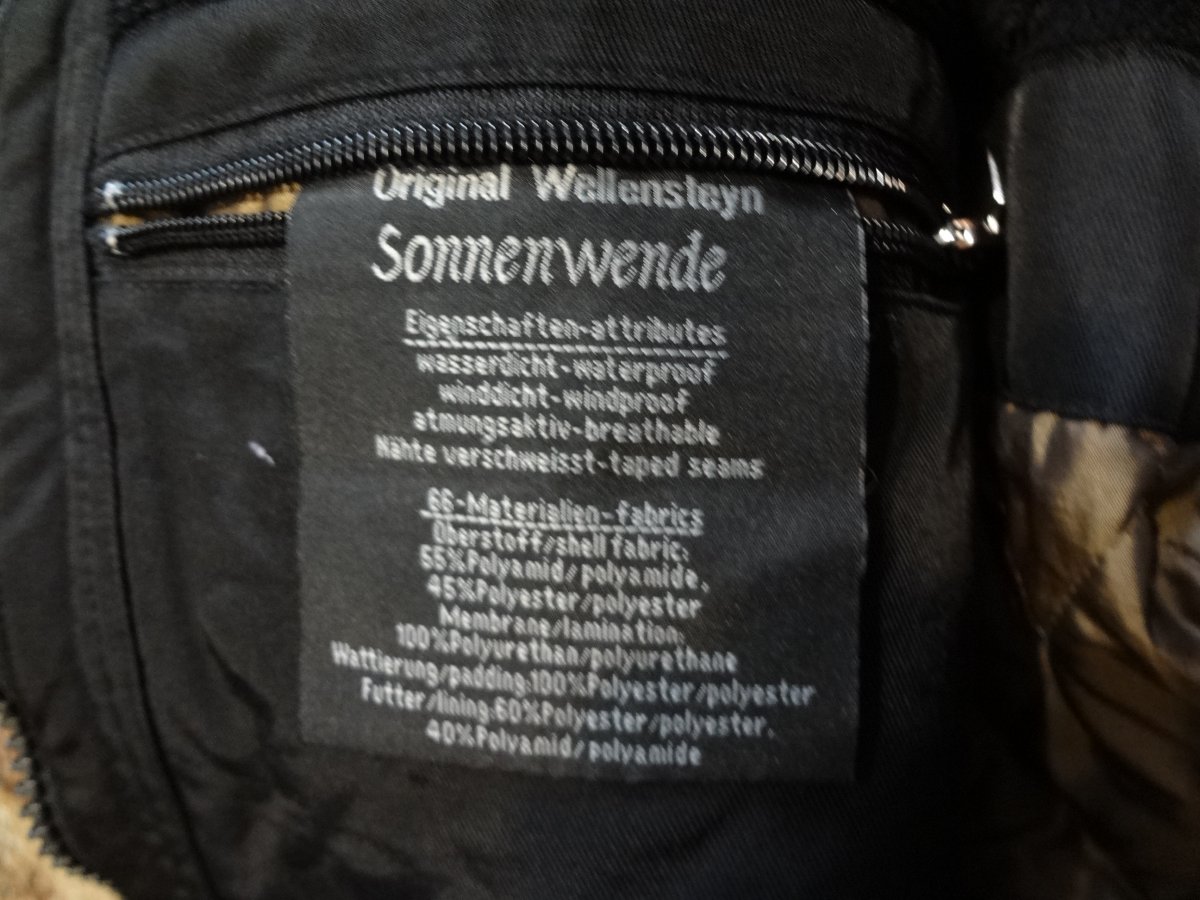 Original Wellensteyn
Sonnenwende
Eigenschaften-attributes
wasserdicht-waterproof
winddicht-windproof
atmungsaktiv-breathable
Nähte verschweisst-taped seams
66-Materialien-fabrics
Oberstoff/shell fabric:
55%Polyamid/polyamide,
45%Polyester/polyester
Membrane/lamination:
100%Polyurethan/polyurethane
Wattierung/padding:100%Polyester/polyester
Futter/lining:60%Polyester/polyester,
40%Polyamid/polyamide